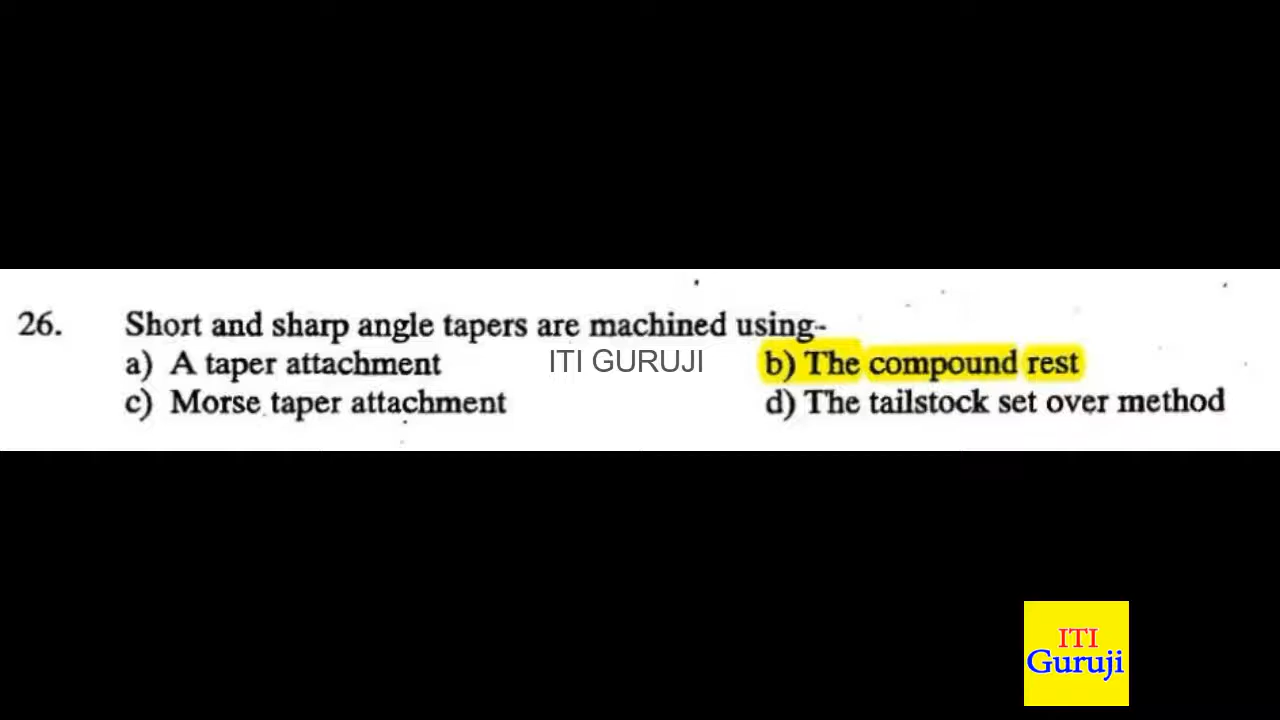 26. Short and sharp angle tapers are machined using-
a) A taper attachment ITI GURUJI b) The compound rest
c) Morse taper attachment d) The tailstock set over method
ITI
Guruji